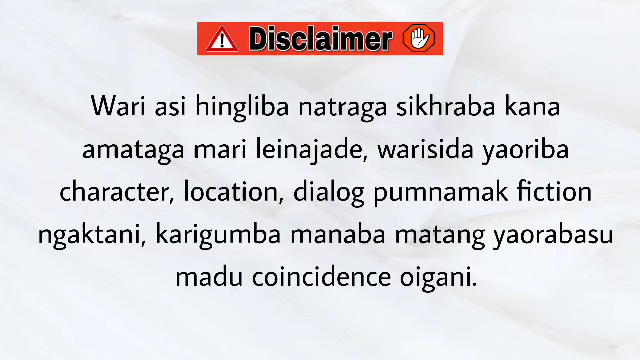 Disclaimer
Wari asi hingliba natraga sikhraba kana
amataga mari leinajade, warisida yaoriba
character, location, dialog pumnamak fiction
ngaktani, karigumba manaba matang yaorabasu
madu coincidence oigani.